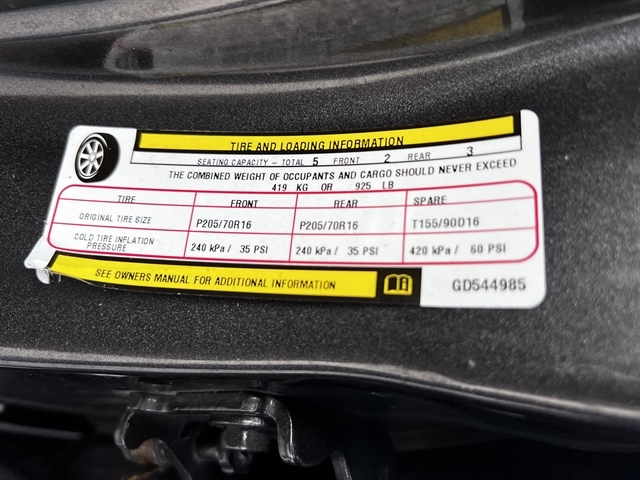 TIRE AND LOADING INFORMATION
SEATING CAPACITY - TOTAL 5 FRONT 2 REAR 3
THE COMBINED WEIGHT OF OCCUPANTS AND CARGO SHOULD NEVER EXCEED
419 KG OR 925 LB
TIRE FRONT REAR SPARE
ORIGINAL TIRE SIZE P205/70R16 P205/70R16 T155/90D16
COLD TIRE INFLATION
PRESSURE 240 kPa / 35 PSI 240 kPa / 35 PSI 420 kPa / 60 PSI
SEE OWNERS MANUAL FOR ADDITIONAL INFORMATION
GD544985